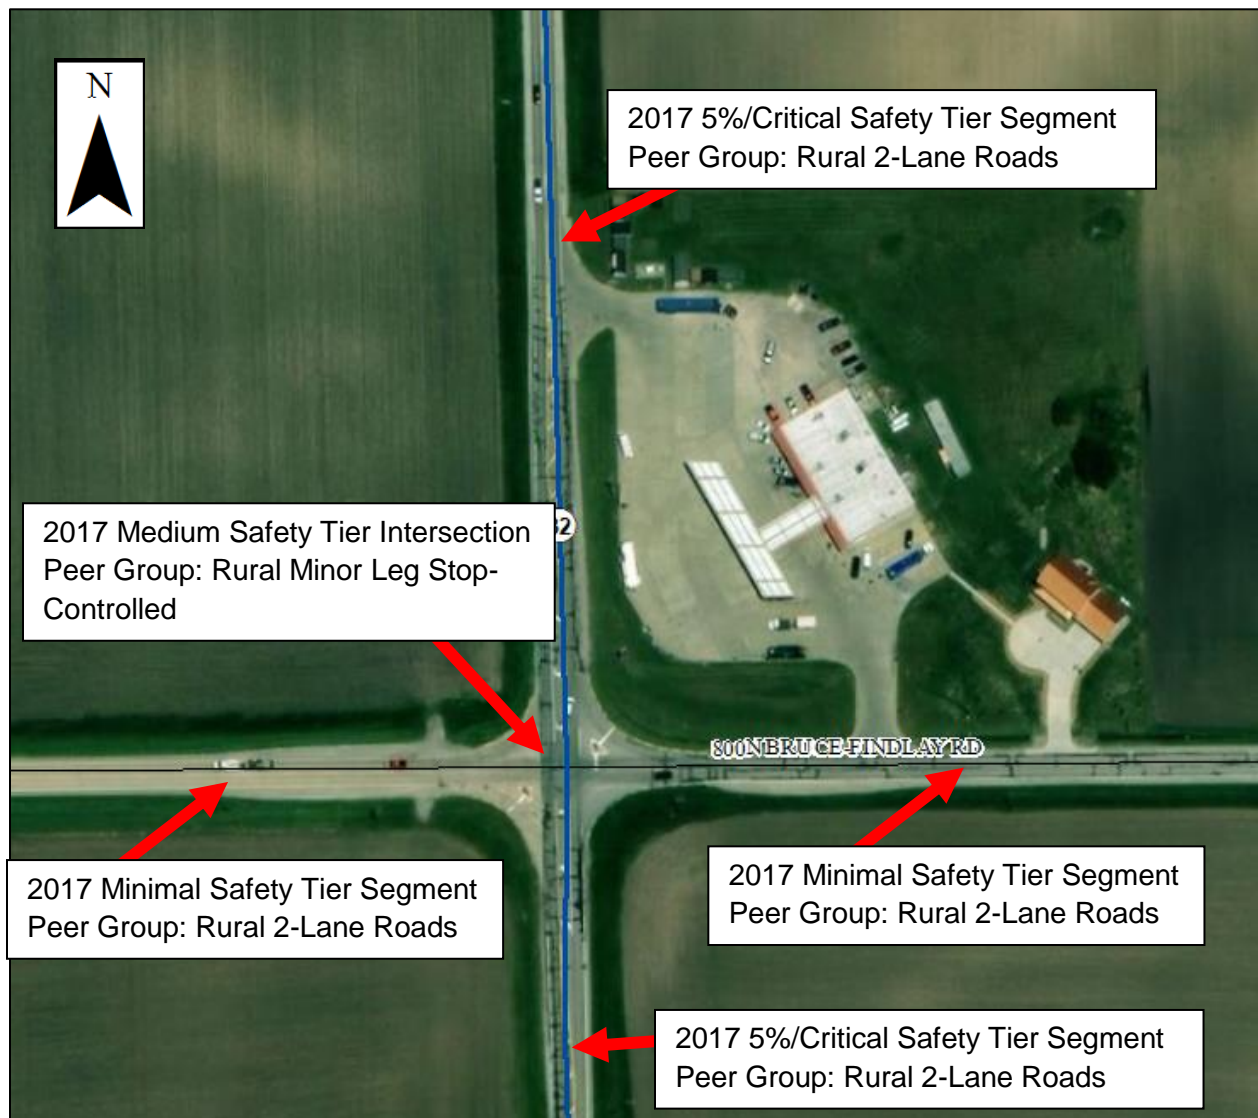 N
2017 5%/Critical Safety Tier Segment
Peer Group: Rural 2-Lane Roads
2017 Medium Safety Tier Intersection
Peer Group: Rural Minor Leg Stop-
Controlled
32
800N BRUCE-FINDLAY RD
2017 Minimal Safety Tier Segment
Peer Group: Rural 2-Lane Roads
2017 Minimal Safety Tier Segment
Peer Group: Rural 2-Lane Roads
2017 5%/Critical Safety Tier Segment
Peer Group: Rural 2-Lane Roads